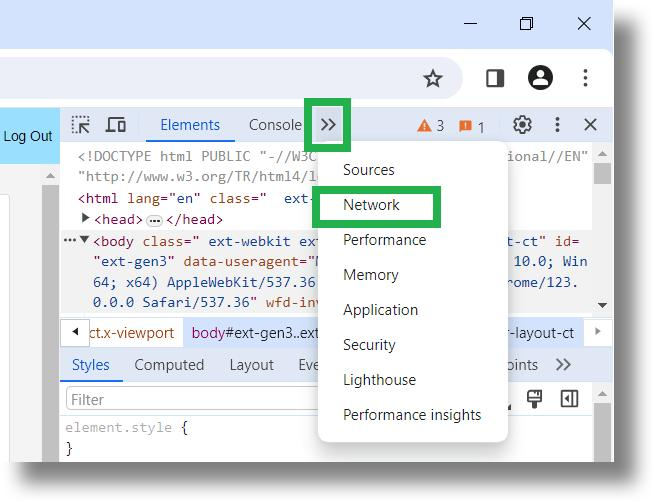 Log Out
Elements Console 3 1
<!DOCTYPE html PUBLIC "-//W3C ional//EN"
"http://www.w3.org/TR/html4/l
<html lang="en" class=" ext-
<head> … </head>
<body class=" ext-webkit ext t-ct" id=
"ext-gen3" data-useragent=" 10.0; Win
64; x64) AppleWebKit/537.36 rome/123.
0.0.0 Safari/537.36" wfd-inv
Sources
Network
Performance
Memory
Application
Security
Lighthouse
Performance insights
ct.x-viewport body#ext-gen3..ext r-layout-ct
Styles Computed Layout Eve oints
Filter
element.style {
}